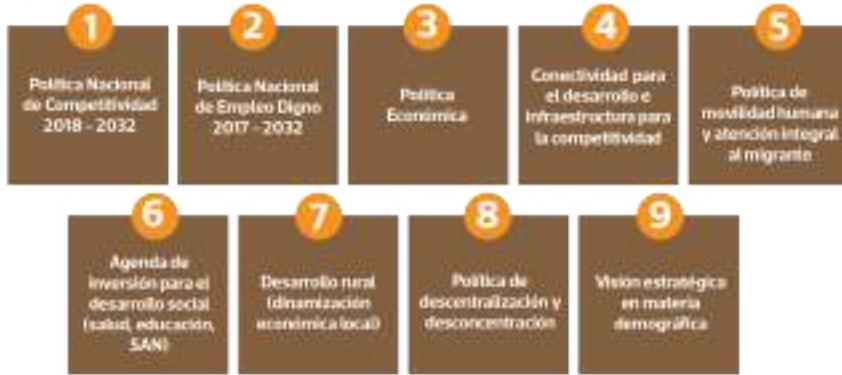 1
Política Nacional
de Competitividad
2018 - 2032
2
Política Nacional
de Empleo Digno
2017 - 2032
3
Política
Económica
4
Conectividad para
el desarrollo e
infraestructura para
la competitividad
5
Política de
movilidad humana
y atención integral
al migrante
6
Agenda de
inversión para el
desarrollo social
(salud, educación,
SAN)
7
Desarrollo rural
(dinamización
económica local)
8
Política de
descentralización y
desconcentración
9
Visión estratégica
en materia
demográfica